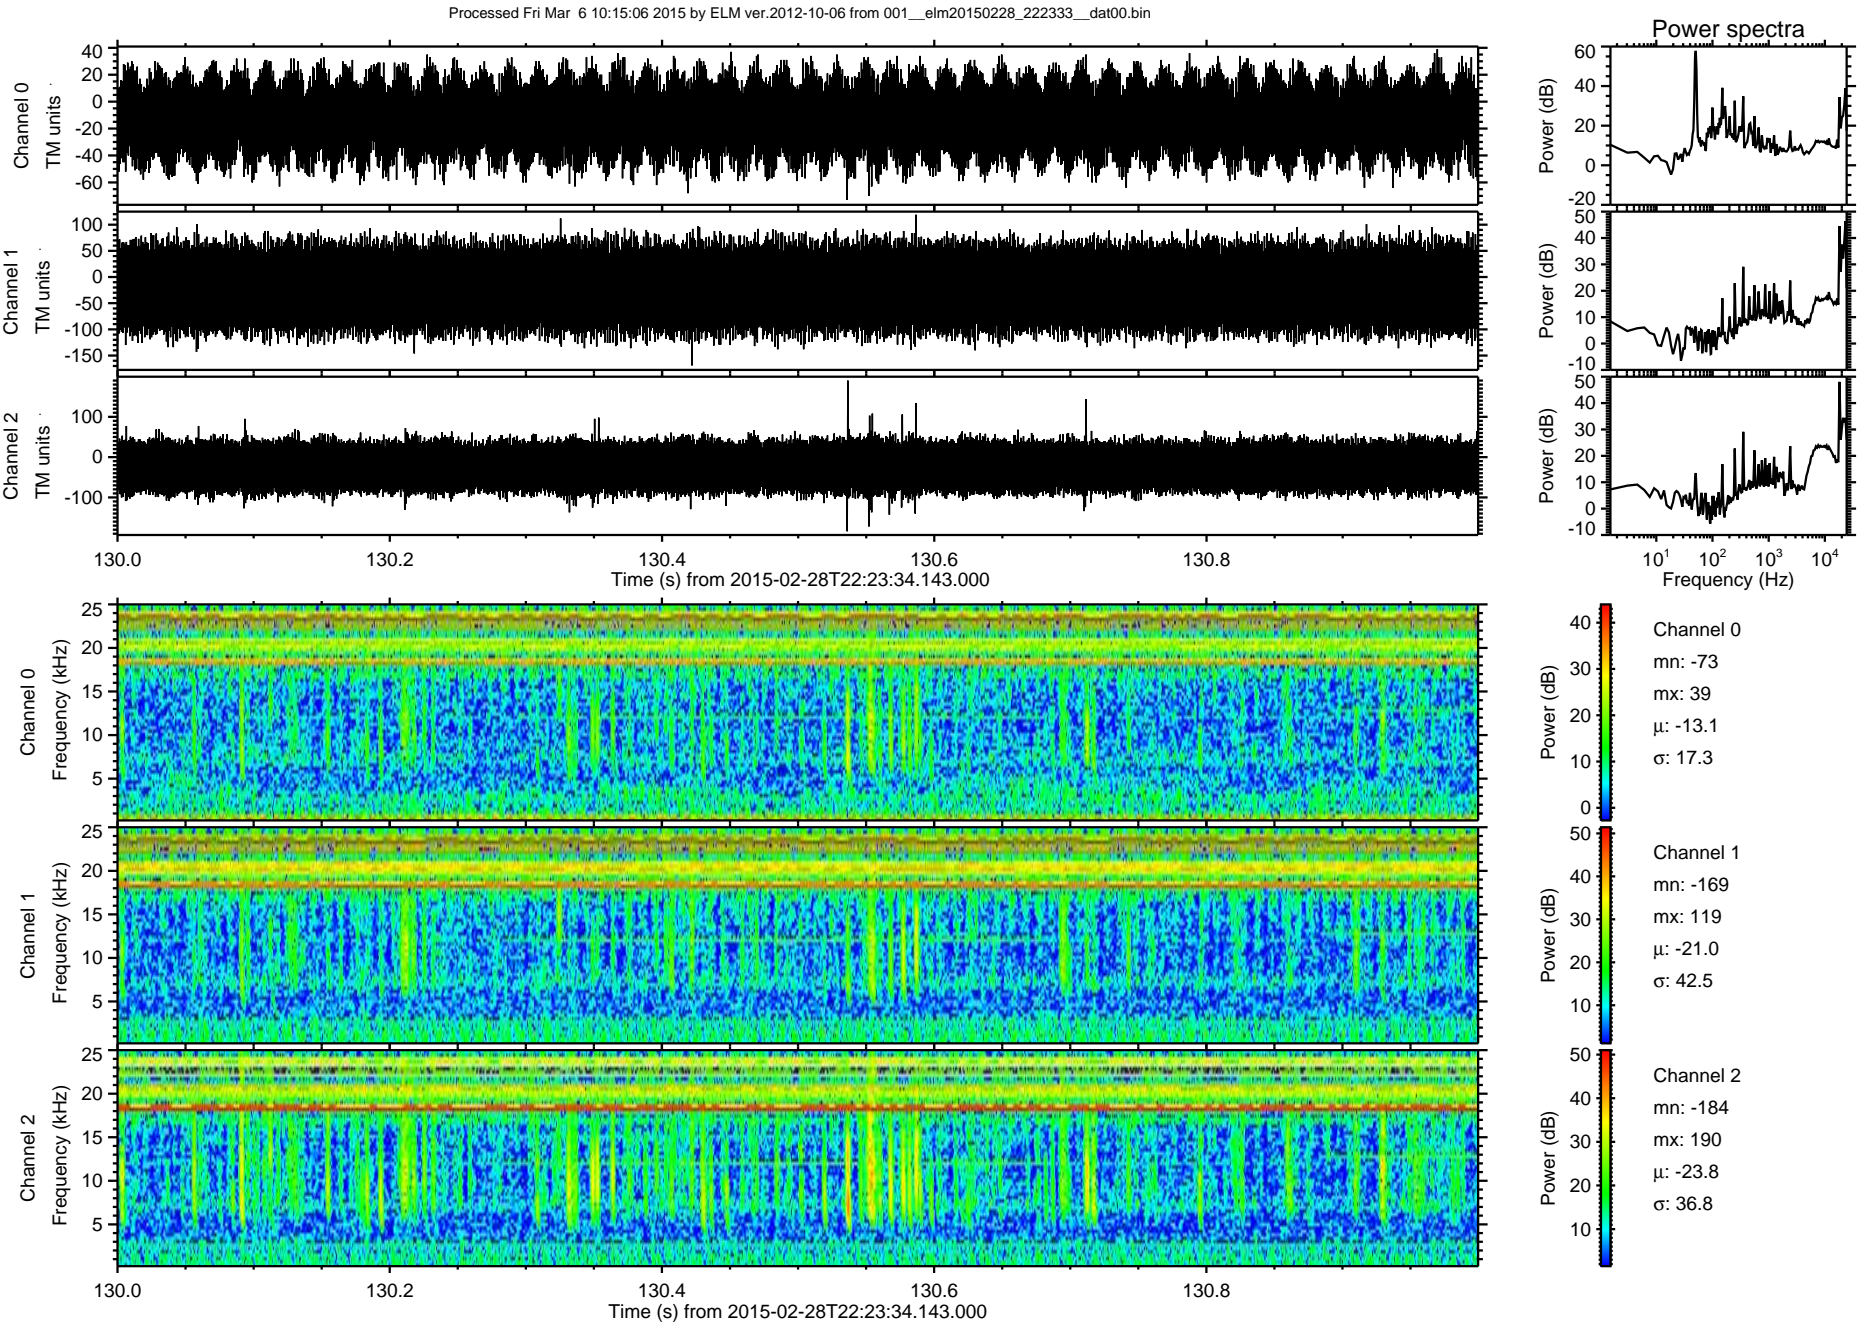 Processed Fri Mar  6 10:15:06 2015 by ELM ver.2012-10-06 from 001__elm20150228_222333__dat00.bin
Power spectra
Channel 0
TM units
40
20
0
-20
-40
-60
Power (dB)
60
40
20
0
-20
Channel 1
TM units
100
50
0
-50
-100
-150
Power (dB)
50
40
30
20
10
0
-10
Channel 2
TM units
100
0
-100
Power (dB)
50
40
30
20
10
0
-10
130.0 130.2 130.4 130.6 130.8
Time (s) from 2015-02-28T22:23:34.143.000
10¹ 10² 10³ 10⁴
Frequency (Hz)
Channel 0
Frequency (kHz)
25
20
15
10
5
Power (dB)
40
30
20
10
0
Channel 0
mn: -73
mx: 39
μ: -13.1
σ: 17.3
Channel 1
Frequency (kHz)
25
20
15
10
5
Power (dB)
50
40
30
20
10
Channel 1
mn: -169
mx: 119
μ: -21.0
σ: 42.5
Channel 2
Frequency (kHz)
25
20
15
10
5
Power (dB)
50
40
30
20
10
Channel 2
mn: -184
mx: 190
μ: -23.8
σ: 36.8
130.0 130.2 130.4 130.6 130.8
Time (s) from 2015-02-28T22:23:34.143.000